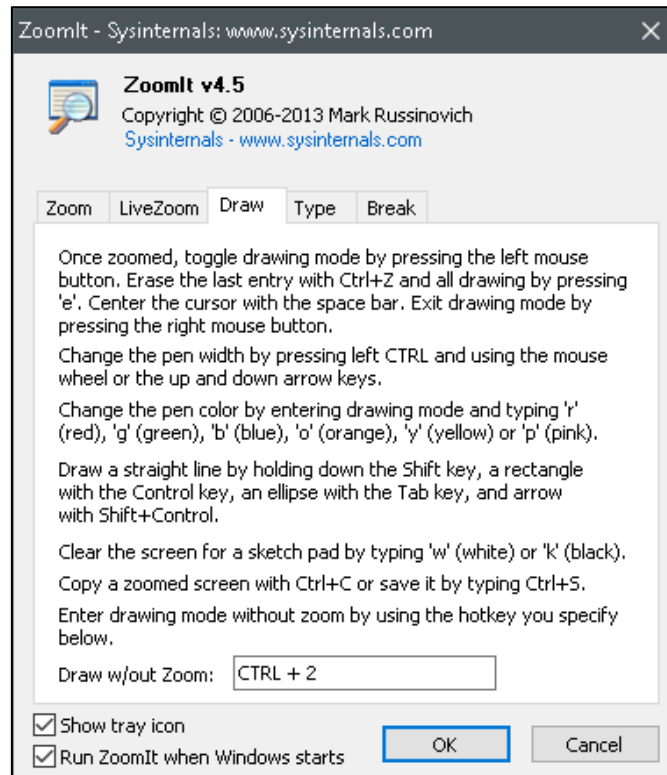 ZoomIt - Sysinternals: www.sysinternals.com
ZoomIt v4.5
Copyright © 2006-2013 Mark Russinovich
Sysinternals - www.sysinternals.com
Zoom LiveZoom Draw Type Break
Once zoomed, toggle drawing mode by pressing the left mouse
button. Erase the last entry with Ctrl+Z and all drawing by pressing
'e'. Center the cursor with the space bar. Exit drawing mode by
pressing the right mouse button.
Change the pen width by pressing left CTRL and using the mouse
wheel or the up and down arrow keys.
Change the pen color by entering drawing mode and typing 'r'
(red), 'g' (green), 'b' (blue), 'o' (orange), 'y' (yellow) or 'p' (pink).
Draw a straight line by holding down the Shift key, a rectangle
with the Control key, an ellipse with the Tab key, and arrow
with Shift+Control.
Clear the screen for a sketch pad by typing 'w' (white) or 'k' (black).
Copy a zoomed screen with Ctrl+C or save it by typing Ctrl+S.
Enter drawing mode without zoom by using the hotkey you specify
below.
Draw w/out Zoom: CTRL + 2
Show tray icon
Run ZoomIt when Windows starts
OK Cancel